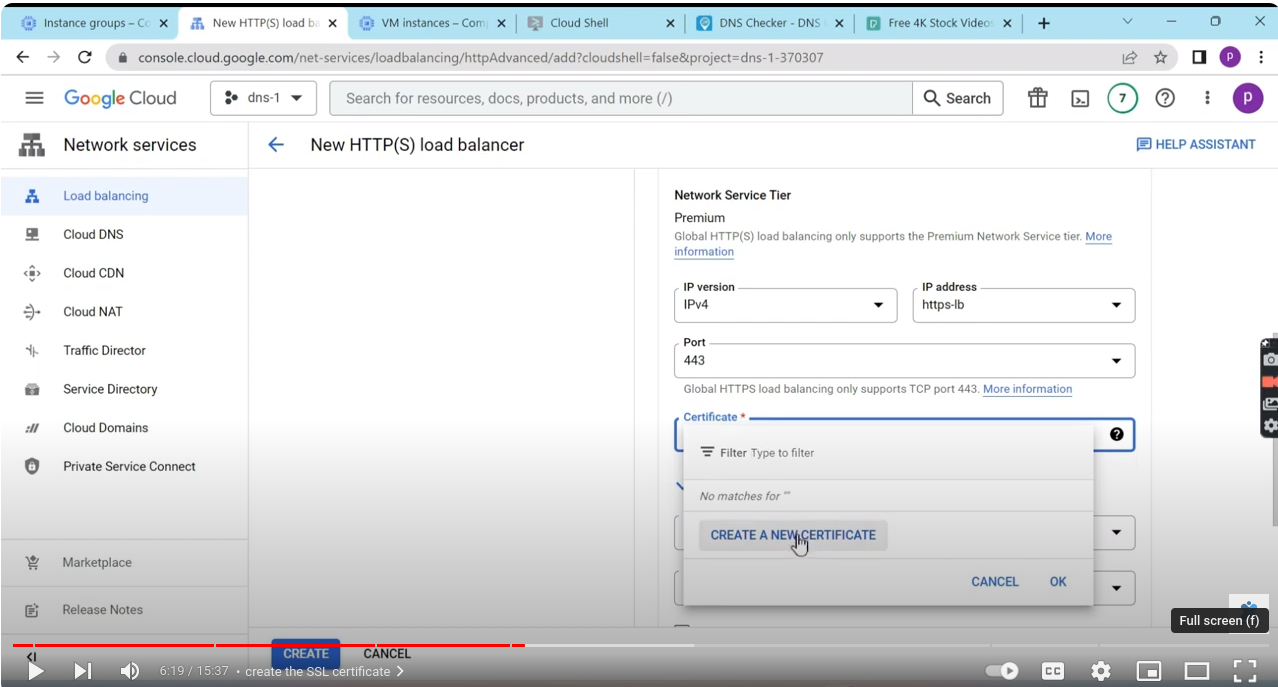 Instance groups – Co
New HTTP(S) load ba
VM instances – Comp
Cloud Shell
DNS Checker - DNS
Free 4K Stock Videos
console.cloud.google.com/net-services/loadbalancing/httpAdvanced/add?cloudshell=false&project=dns-1-370307
p
Google Cloud
dns-1
Search for resources, docs, products, and more (/)
Search
7
p
Network services
New HTTP(S) load balancer
HELP ASSISTANT
Load balancing
Cloud DNS
Cloud CDN
Cloud NAT
Traffic Director
Service Directory
Cloud Domains
Private Service Connect
Marketplace
Release Notes
Network Service Tier
Premium
Global HTTP(S) load balancing only supports the Premium Network Service tier. More
information
IP version
IPv4
IP address
https-lb
Port
443
Global HTTPS load balancing only supports TCP port 443. More information
Certificate *
Filter Type to filter
No matches for ""
CREATE A NEW CERTIFICATE
CANCEL
OK
Full screen (f)
CREATE
CANCEL
6:19 / 15:37 • create the SSL certificate
CC